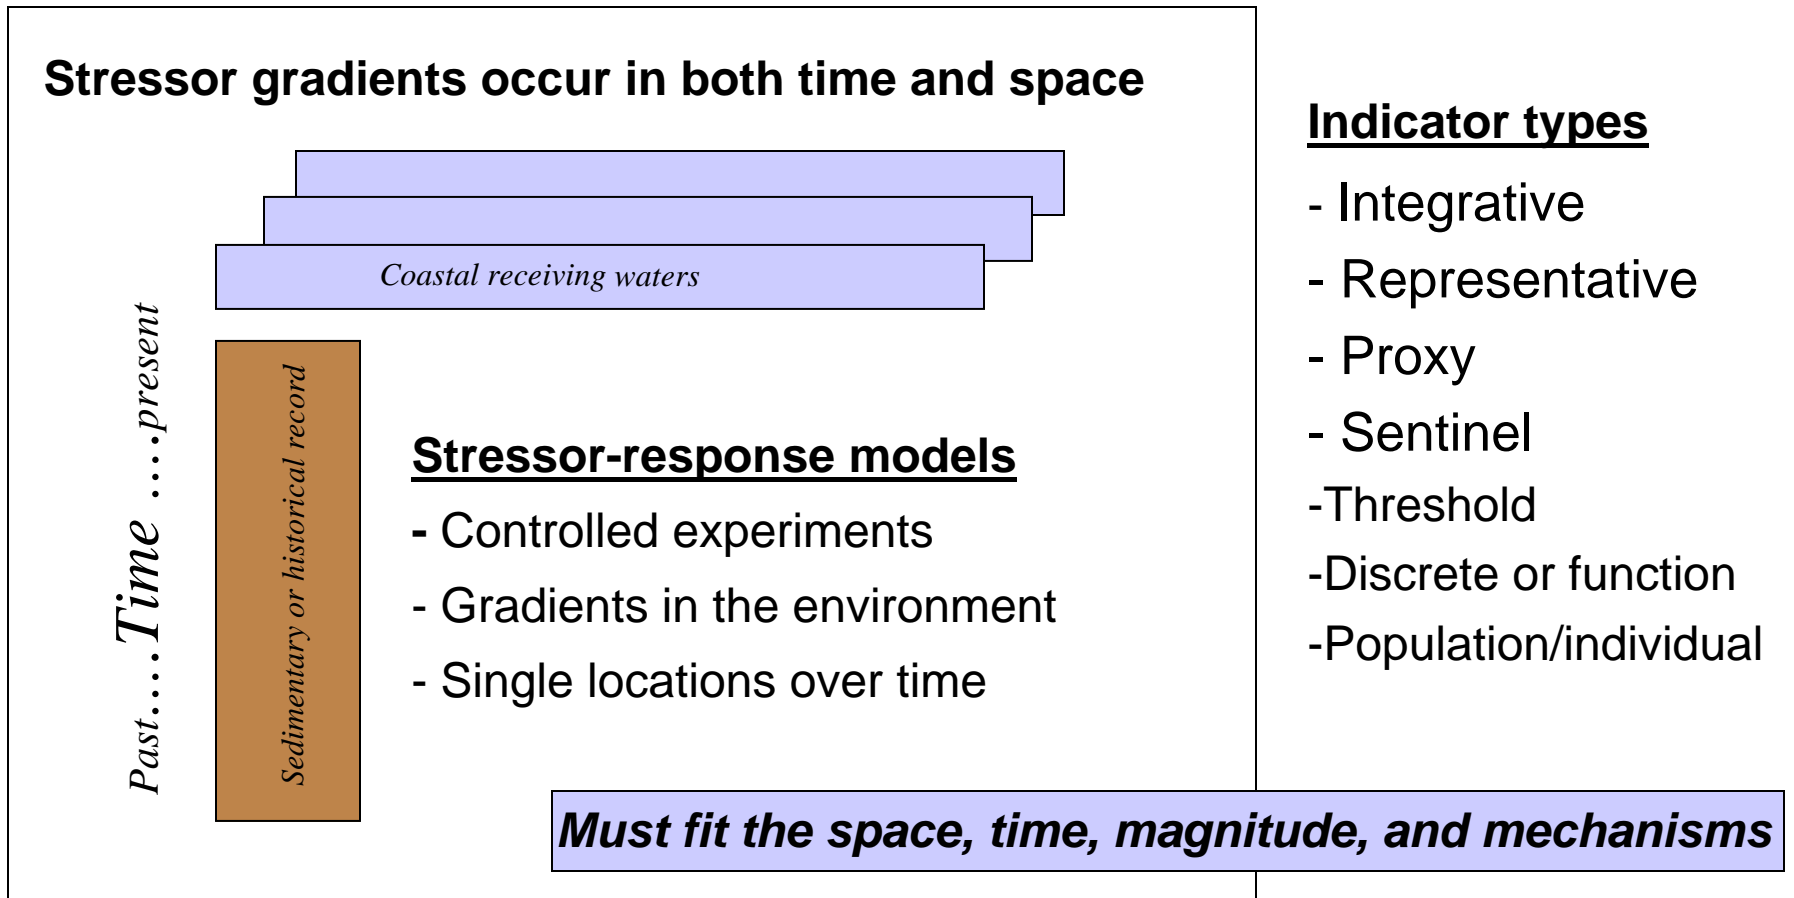 Stressor gradients occur in both time and space
Coastal receiving waters
Past....Time ....present
Sedimentary or historical record
Stressor-response models
- Controlled experiments
- Gradients in the environment
- Single locations over time
Indicator types
- Integrative
- Representative
- Proxy
- Sentinel
-Threshold
-Discrete or function
-Population/individual
Must fit the space, time, magnitude, and mechanisms